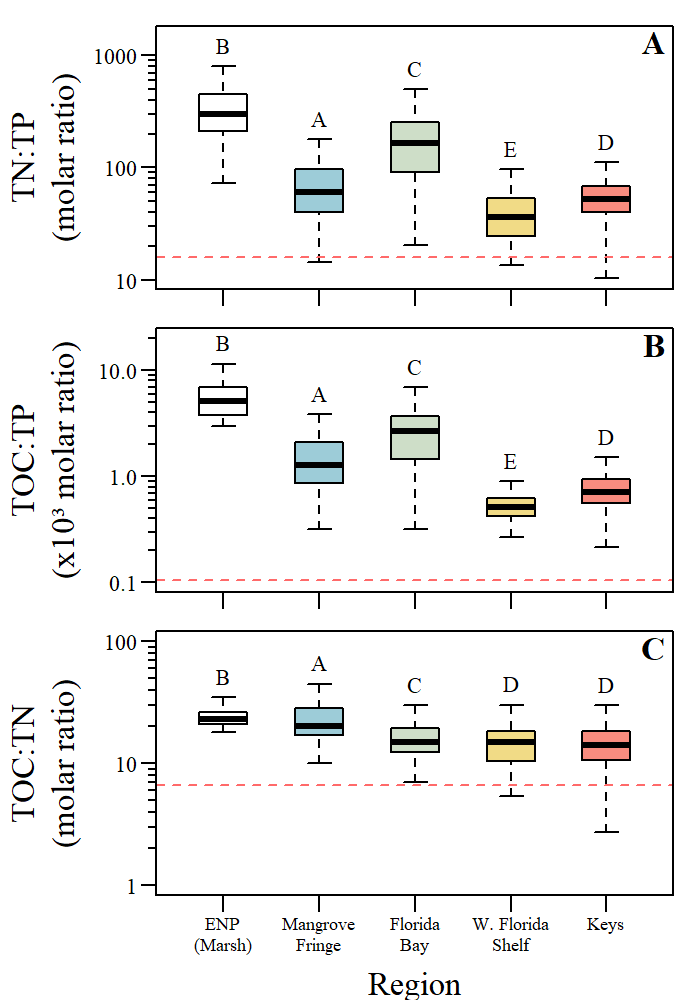 A
TN:TP
(molar ratio)
1000
100
10
B
A
C
E
D
B
TOC:TP
(x10³ molar ratio)
10.0
1.0
0.1
B
A
C
E
D
C
TOC:TN
(molar ratio)
100
10
1
B
A
C
D
D
ENP
(Marsh)
Mangrove
Fringe
Florida
Bay
W. Florida
Shelf
Keys
Region